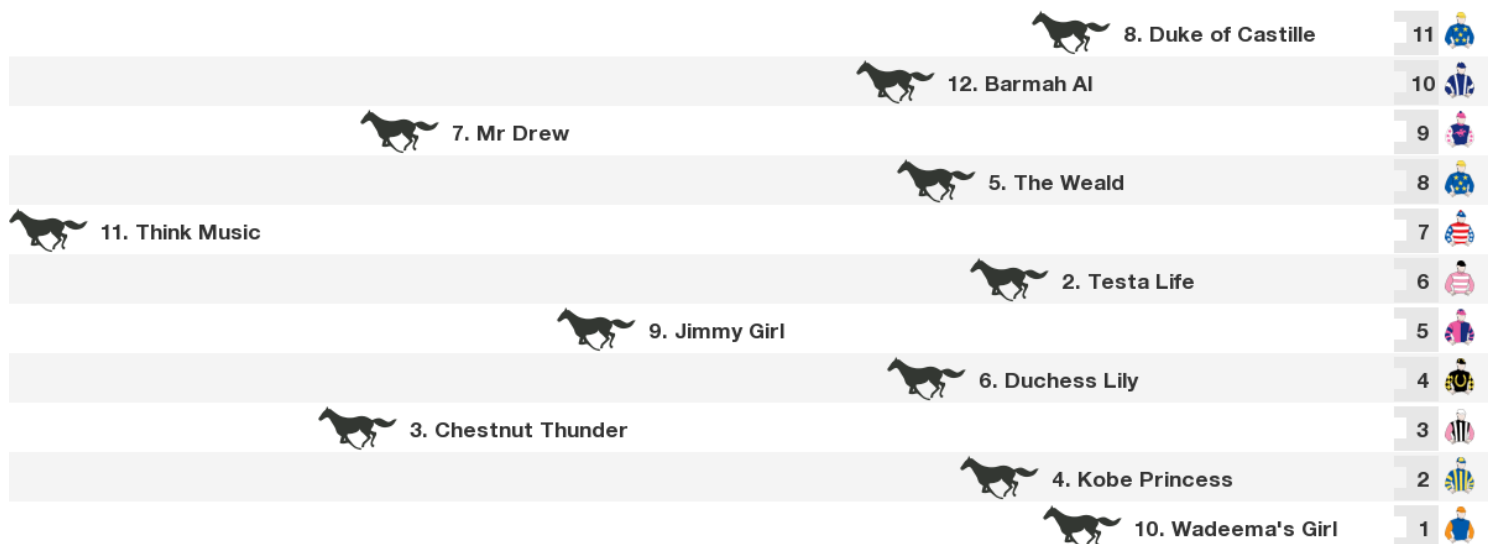 8. Duke of Castille 11
12. Barmah Al 10
7. Mr Drew 9
5. The Weald 8
11. Think Music 7
2. Testa Life 6
9. Jimmy Girl 5
6. Duchess Lily 4
3. Chestnut Thunder 3
4. Kobe Princess 2
10. Wadeema's Girl 1